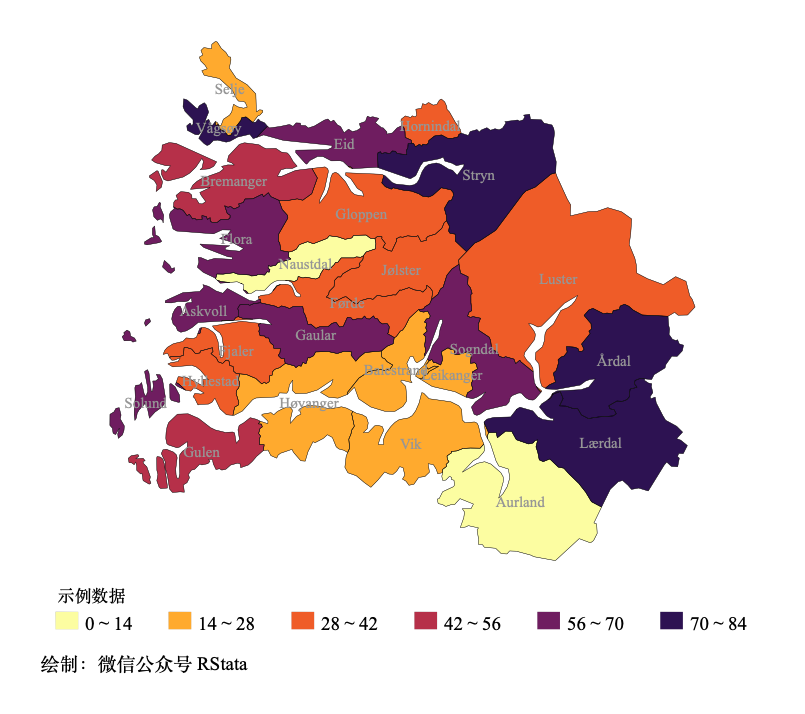 Selje
Vågsøy
Hornindal
Eid
Stryn
Bremanger
Gloppen
Flora
Naustdal
Jølster
Luster
Askvoll
Førde
Gaular
Fjaler
Sogndal
Årdal
Balestrand
Leikanger
Hyllestad
Solund
Høyanger
Vik
Lærdal
Gulen
Aurland
示例数据
0 ~ 14 14 ~ 28 28 ~ 42 42 ~ 56 56 ~ 70 70 ~ 84
绘制：微信公众号 RStata